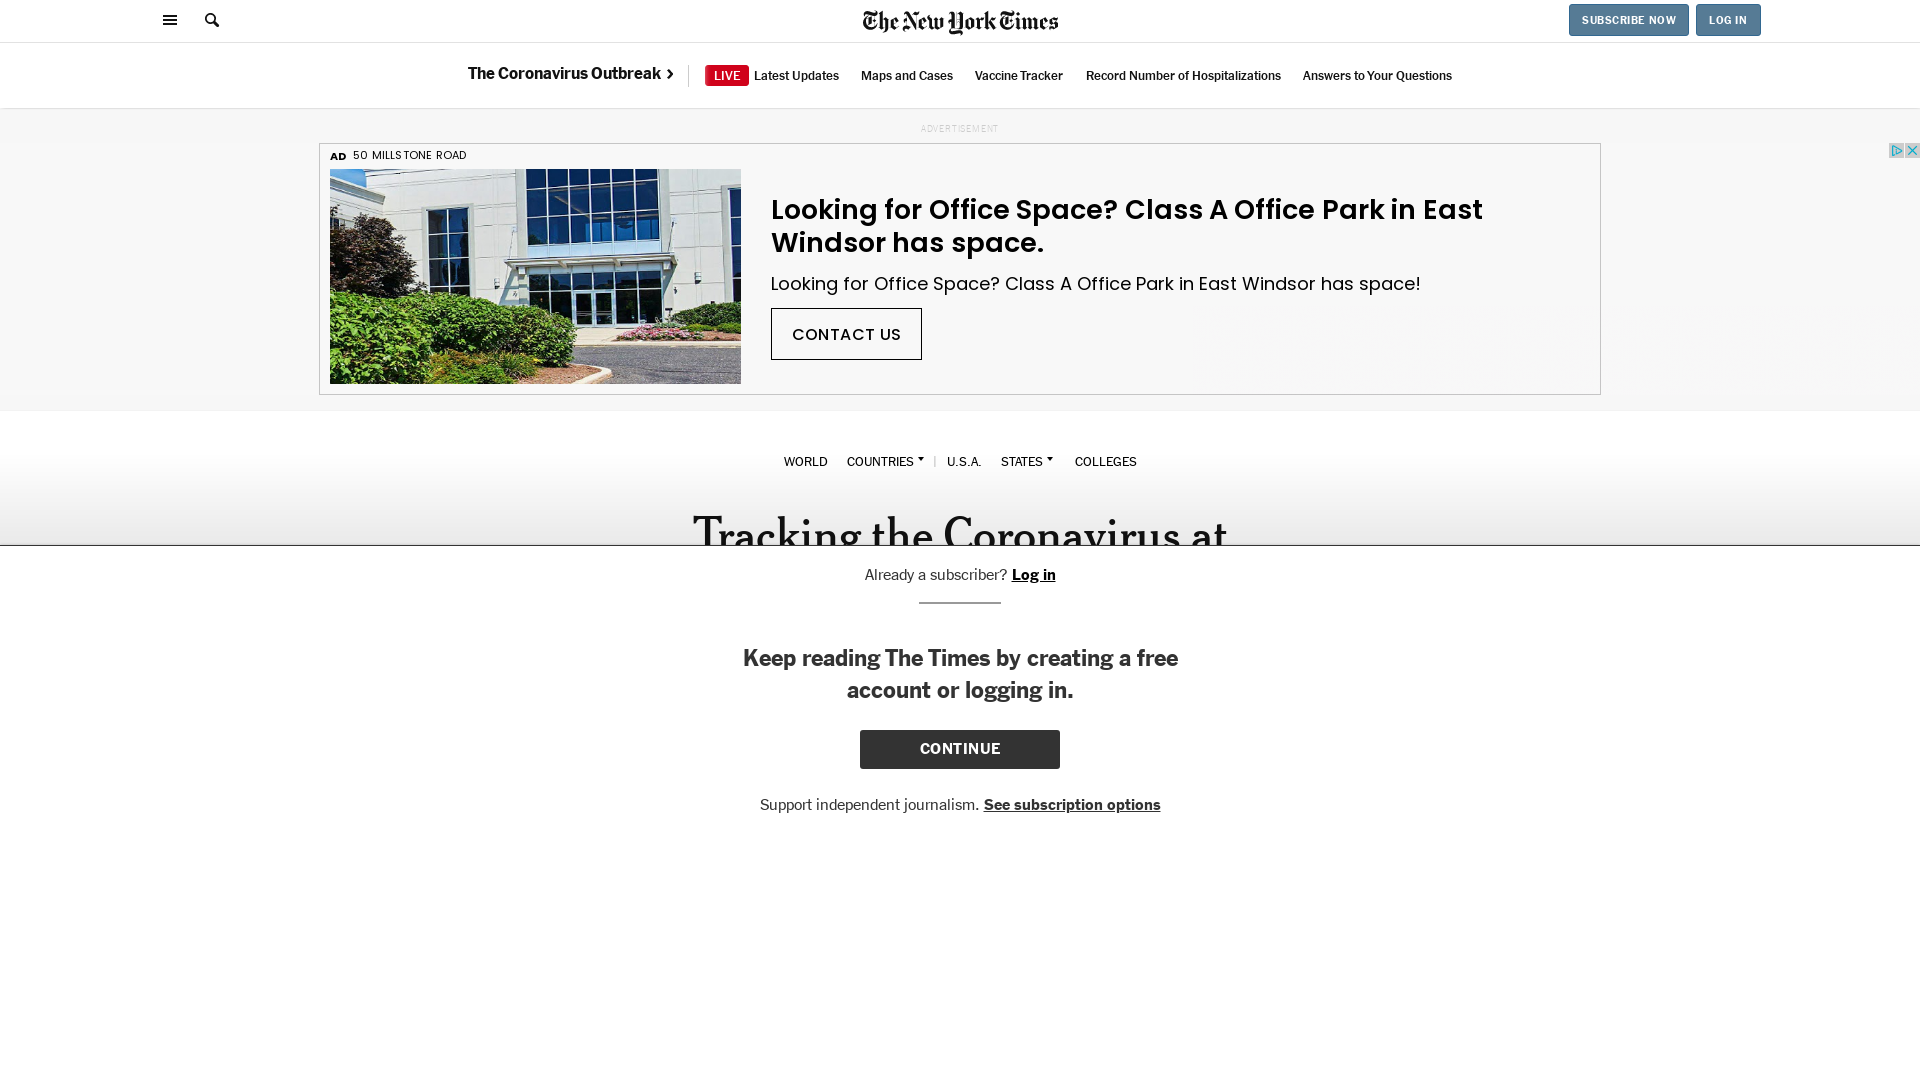 The New York Times
SUBSCRIBE NOW
LOG IN
The Coronavirus Outbreak
LIVE Latest Updates
Maps and Cases
Vaccine Tracker
Record Number of Hospitalizations
Answers to Your Questions
ADVERTISEMENT
AD 50 MILLSTONE ROAD
Looking for Office Space? Class A Office Park in East
Windsor has space.
Looking for Office Space? Class A Office Park in East Windsor has space!
CONTACT US
WORLD
COUNTRIES
U.S.A.
STATES
COLLEGES
Tracking the Coronavirus at
Already a subscriber? Log in
Keep reading The Times by creating a free
account or logging in.
CONTINUE
Support independent journalism. See subscription options